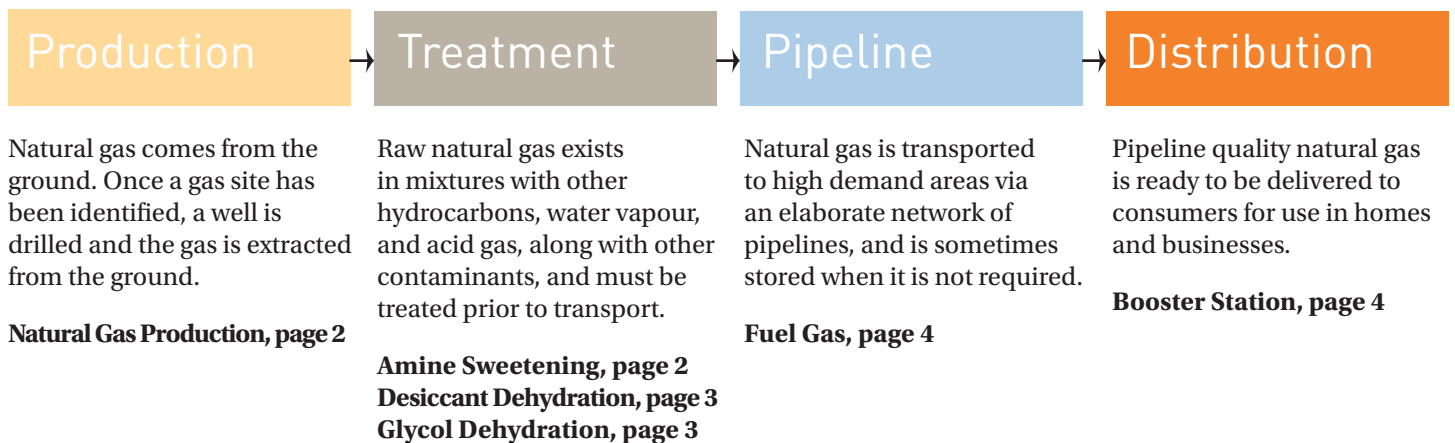 Production
Treatment
Pipeline
Distribution
Natural gas comes from the
ground. Once a gas site has
been identified, a well is
drilled and the gas is extracted
from the ground.
Natural Gas Production, page 2
Raw natural gas exists
in mixtures with other
hydrocarbons, water vapour,
and acid gas, along with other
contaminants, and must be
treated prior to transport.
Amine Sweetening, page 2
Desiccant Dehydration, page 3
Glycol Dehydration, page 3
Natural gas is transported
to high demand areas via
an elaborate network of
pipelines, and is sometimes
stored when it is not required.
Fuel Gas, page 4
Pipeline quality natural gas
is ready to be delivered to
consumers for use in homes
and businesses.
Booster Station, page 4